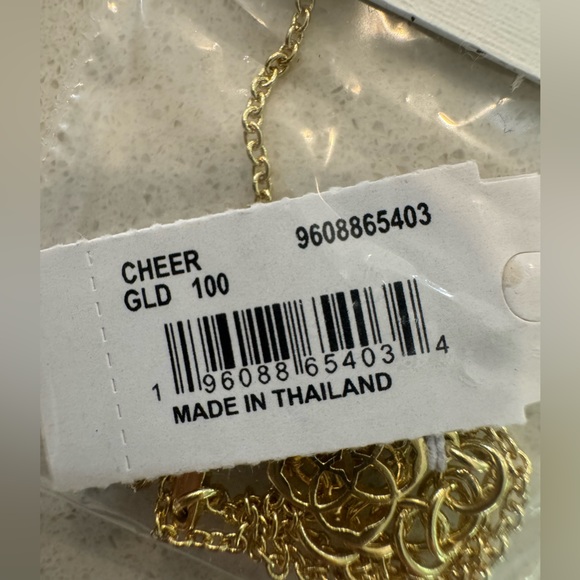 CHEER 9608865403
GLD 100
1 96088 65403 4
MADE IN THAILAND